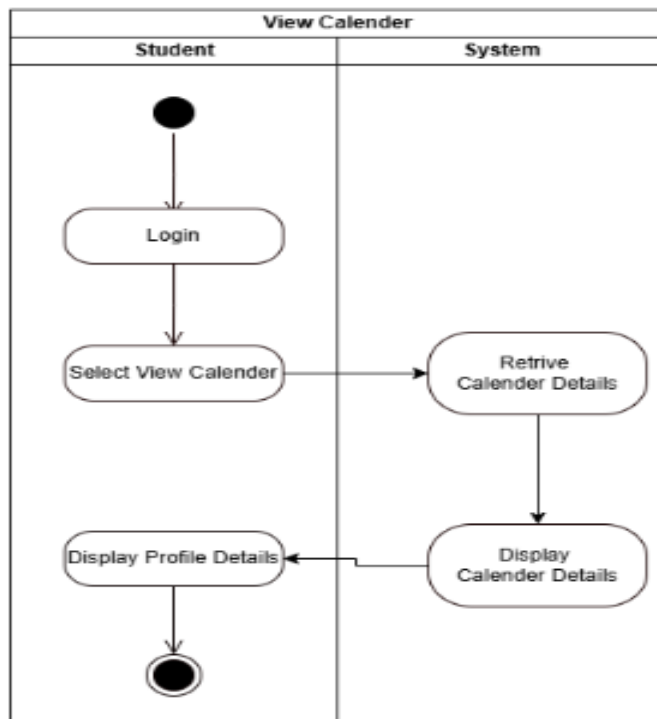 View Calender
Student
System
Login
Select View Calender
Retrive
Calender Details
Display Profile Details
Display
Calender Details